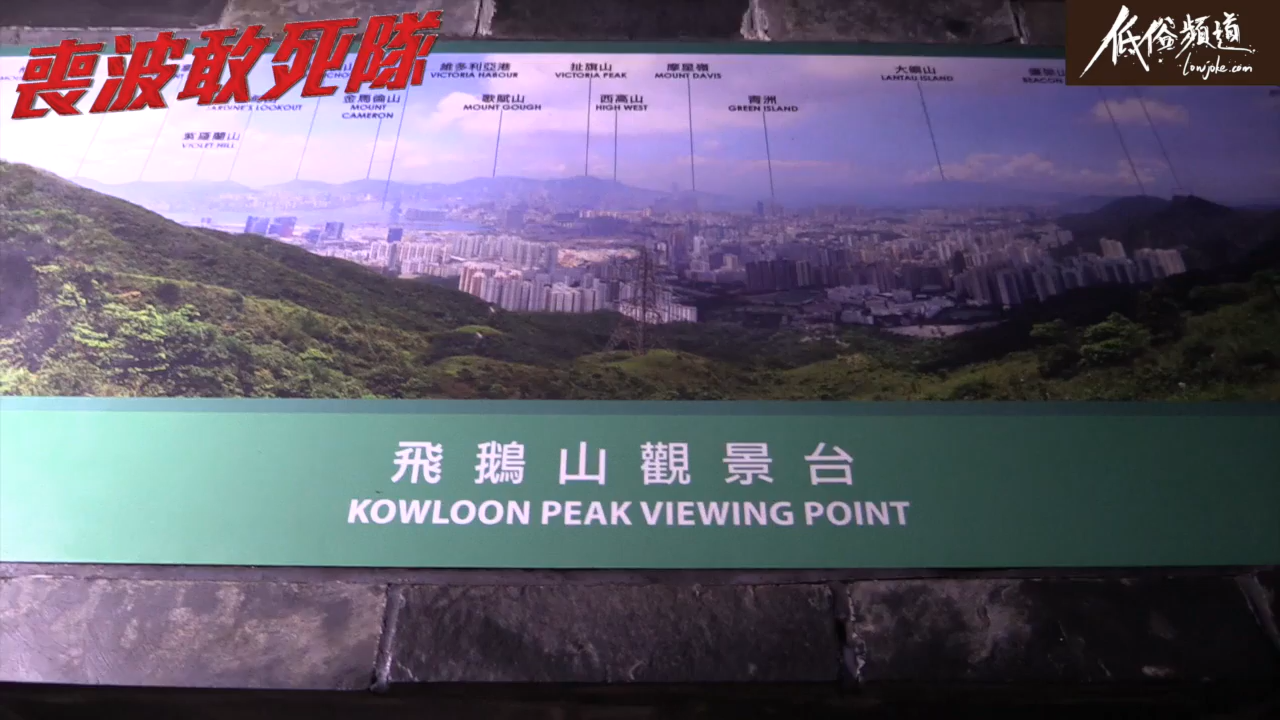 喪波敢死隊
低俗頻道
lowjoke.com
維多利亞港
VICTORIA HARBOUR
扯旗山
VICTORIA PEAK
摩星嶺
MOUNT DAVIS
大嶼山
LANTAU ISLAND
金馬倫山
MOUNT
CAMERON
歌賦山
MOUNT GOUGH
西高山
HIGH WEST
青洲
GREEN ISLAND
紫羅蘭山
VIOLET HILL
飛鵝山觀景台
KOWLOON PEAK VIEWING POINT